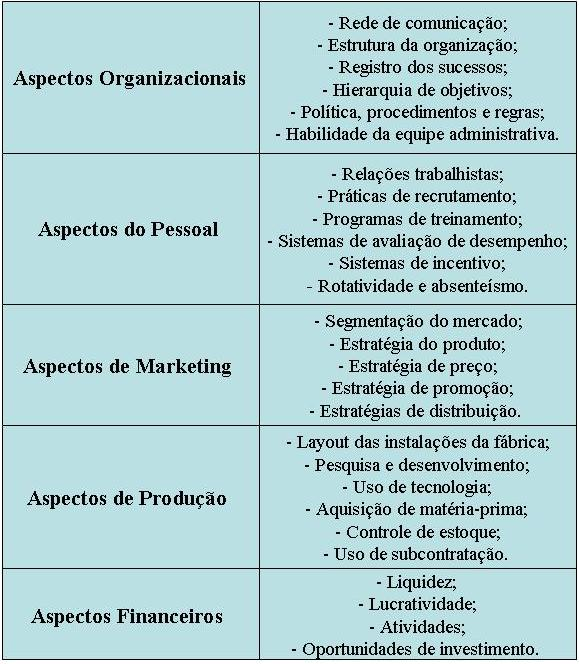 Aspectos Organizacionais
- Rede de comunicação;
- Estrutura da organização;
- Registro dos sucessos;
- Hierarquia de objetivos;
- Política, procedimentos e regras;
- Habilidade da equipe administrativa.
Aspectos do Pessoal
- Relações trabalhistas;
- Práticas de recrutamento;
- Programas de treinamento;
- Sistemas de avaliação de desempenho;
- Sistemas de incentivo;
- Rotatividade e absenteísmo.
Aspectos de Marketing
- Segmentação do mercado;
- Estratégia do produto;
- Estratégia de preço;
- Estratégia de promoção;
- Estratégias de distribuição.
Aspectos de Produção
- Layout das instalações da fábrica;
- Pesquisa e desenvolvimento;
- Uso de tecnologia;
- Aquisição de matéria-prima;
- Controle de estoque;
- Uso de subcontratação.
Aspectos Financeiros
- Liquidez;
- Lucratividade;
- Atividades;
- Oportunidades de investimento.